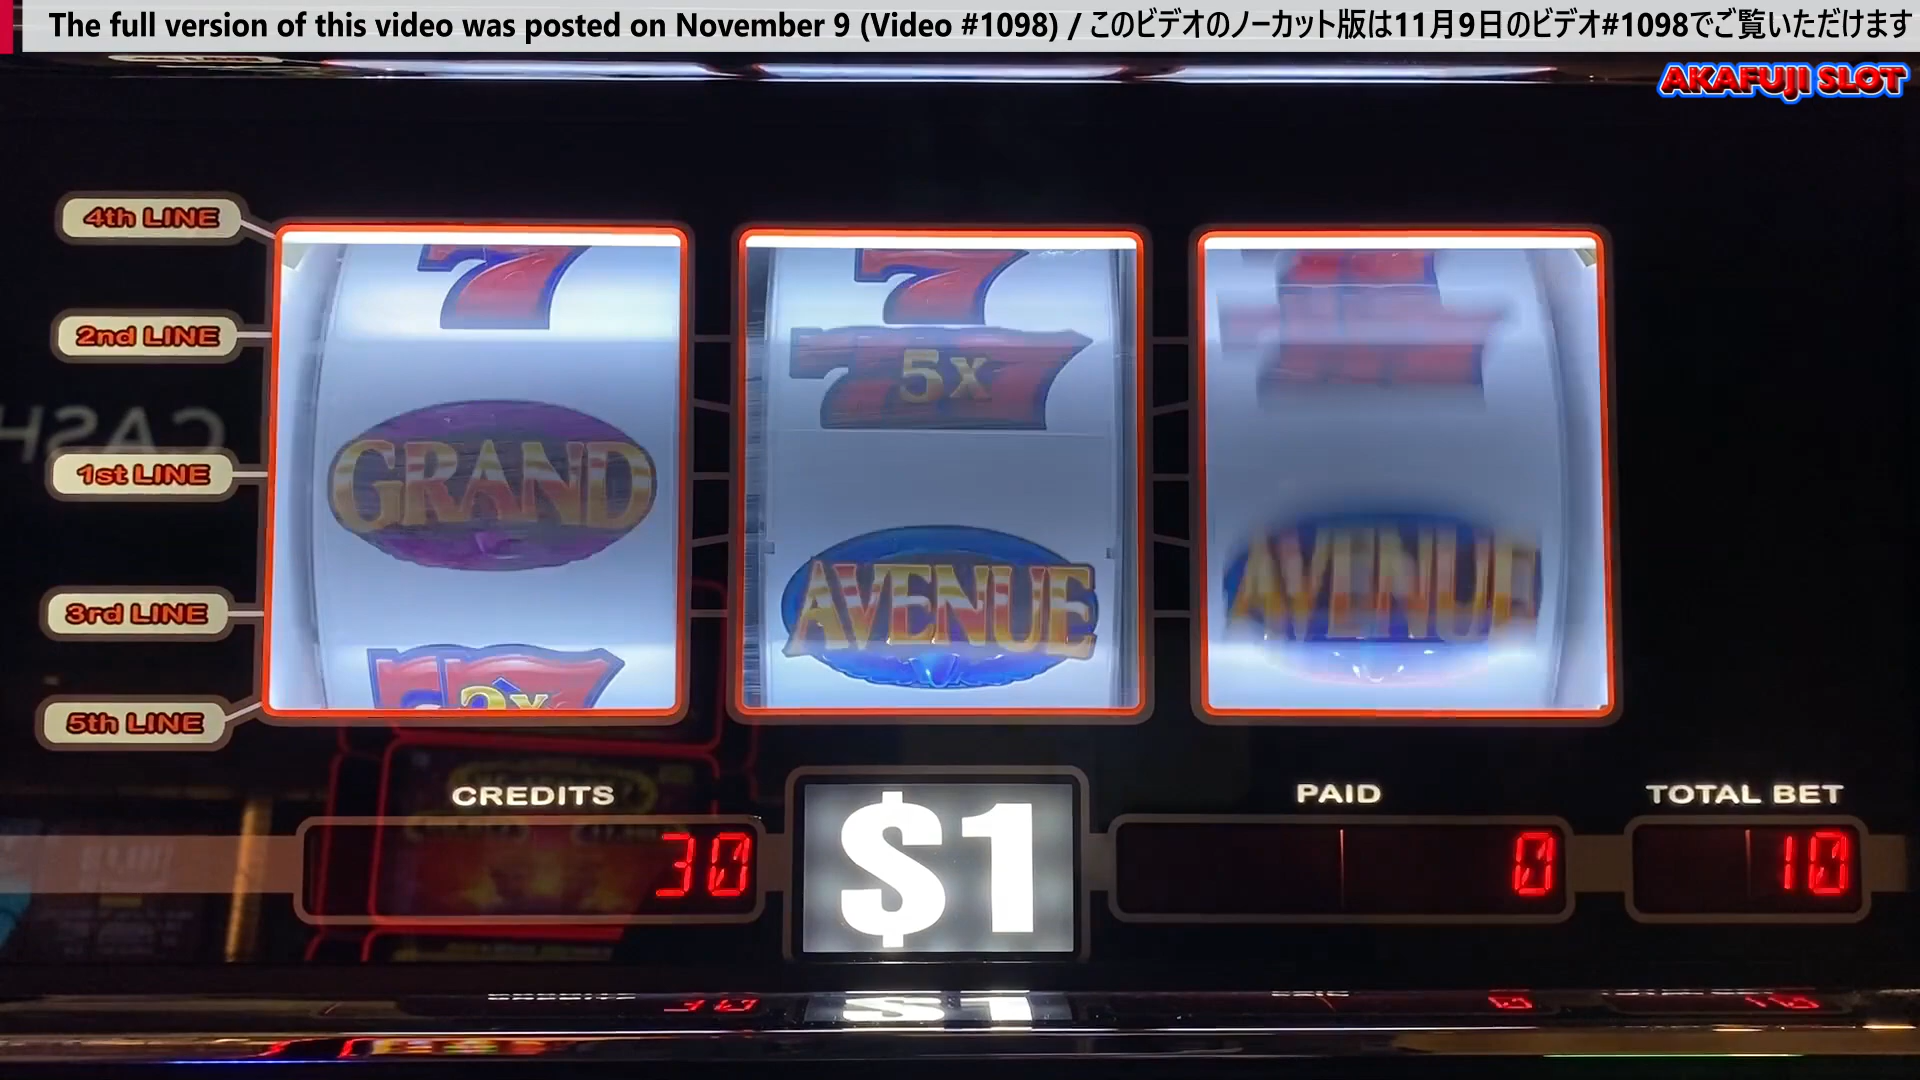 The full version of this video was posted on November 9 (Video #1098) / このビデオのノーカット版は11月9日のビデオ#1098でご覧いただけます
AKAFUJI SLOT
4th LINE
2nd LINE
1st LINE
3rd LINE
5th LINE
CASH
7
7
5x
GRAND
AVENUE
AVENUE
CREDITS
30
$1
PAID
0
TOTAL BET
10